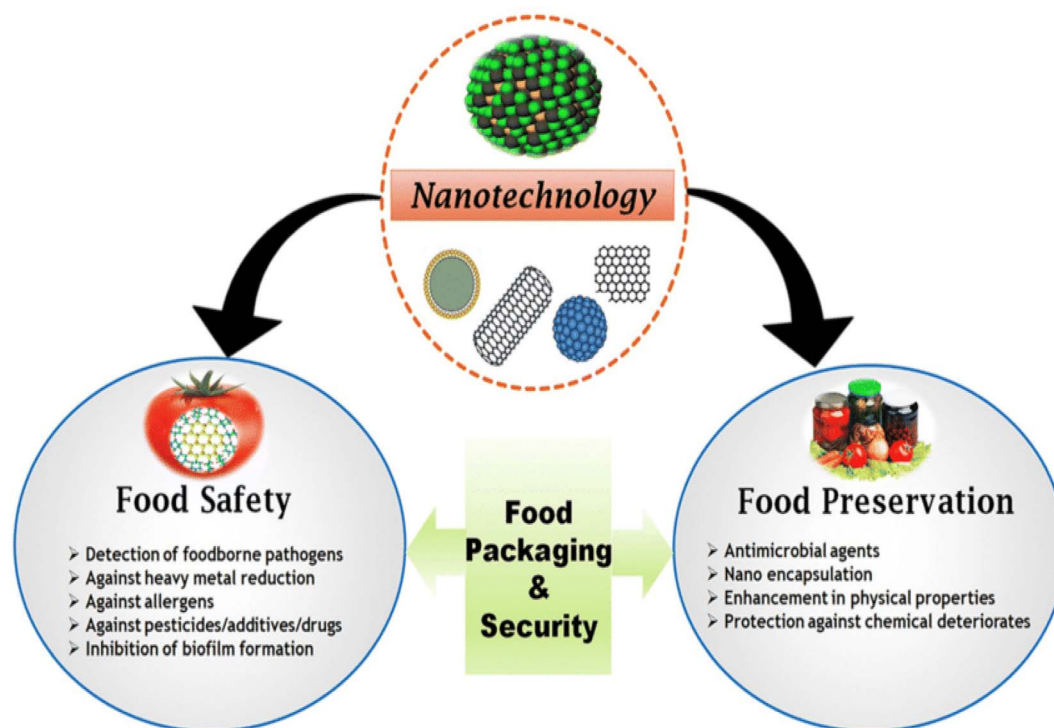 Nanotechnology
Food Safety
➢ Detection of foodborne pathogens
➢ Against heavy metal reduction
➢ Against allergens
➢ Against pesticides/additives/drugs
➢ Inhibition of biofilm formation
Food
Packaging
&
Security
Food Preservation
➢ Antimicrobial agents
➢ Nano encapsulation
➢ Enhancement in physical properties
➢ Protection against chemical deteriorates